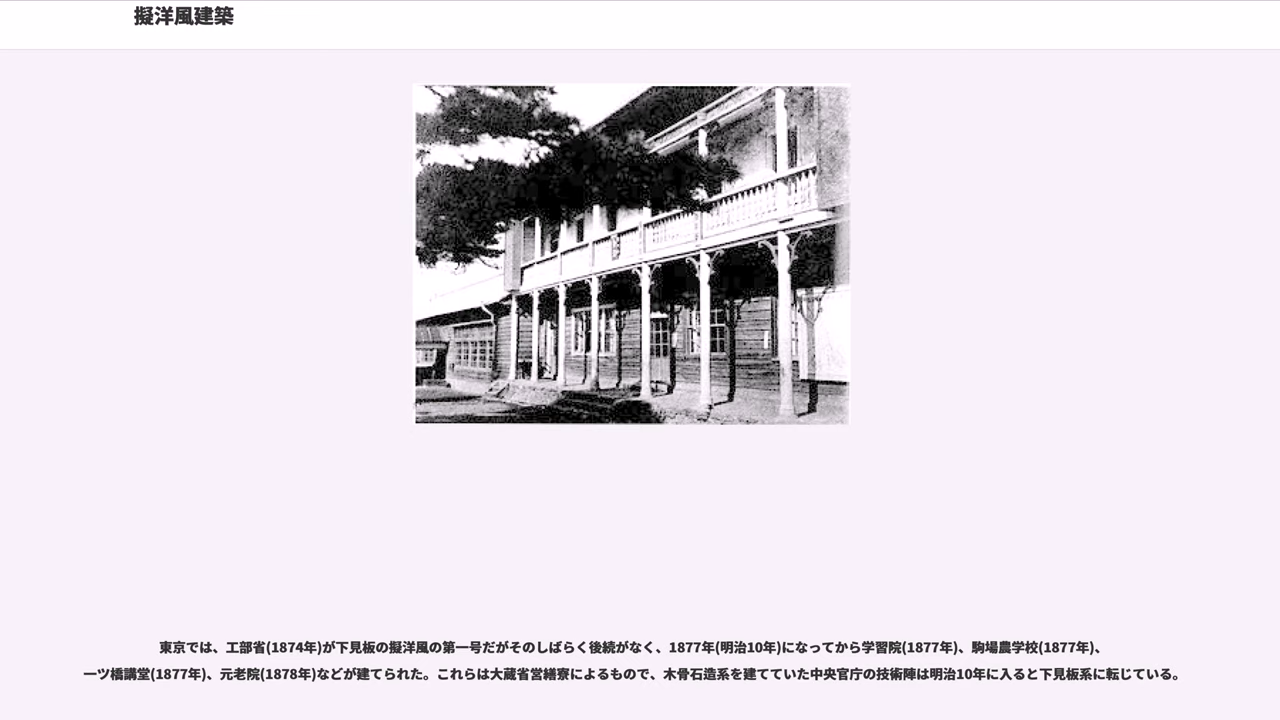 擬洋風建築
東京では、工部省(1874年)が下見板の擬洋風の第一号だがそのしばらく後続がなく、1877年(明治10年)になってから学習院(1877年)、駒場農学校(1877年)、
一ツ橋講堂(1877年)、元老院(1878年)などが建てられた。これらは大蔵省営繕寮によるもので、木骨石造系を建てていた中央官庁の技術陣は明治10年に入ると下見板系に転じている。